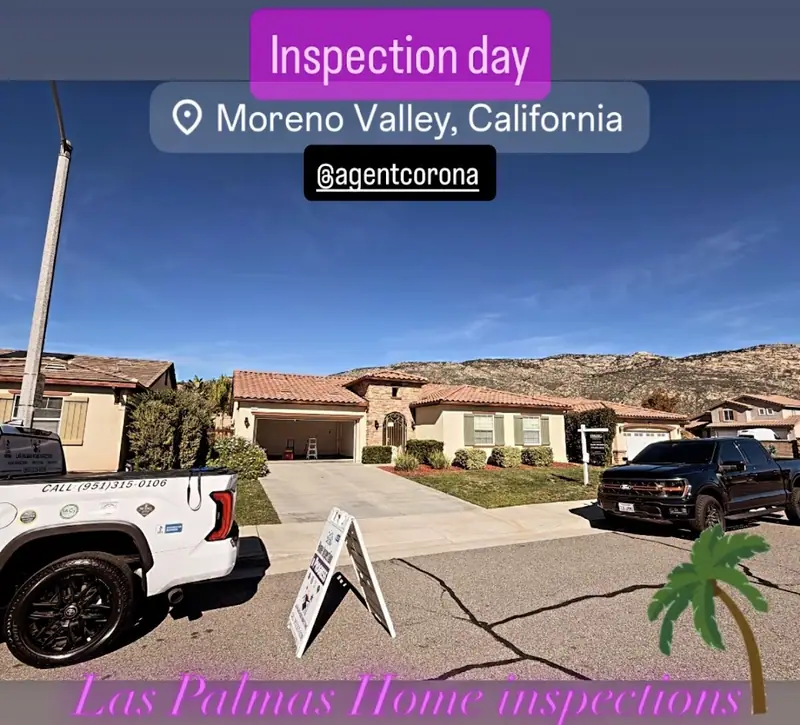 Inspection day
Moreno Valley, California
@agentcorona
CALL (951)315-0106
Las Palmas Home inspections